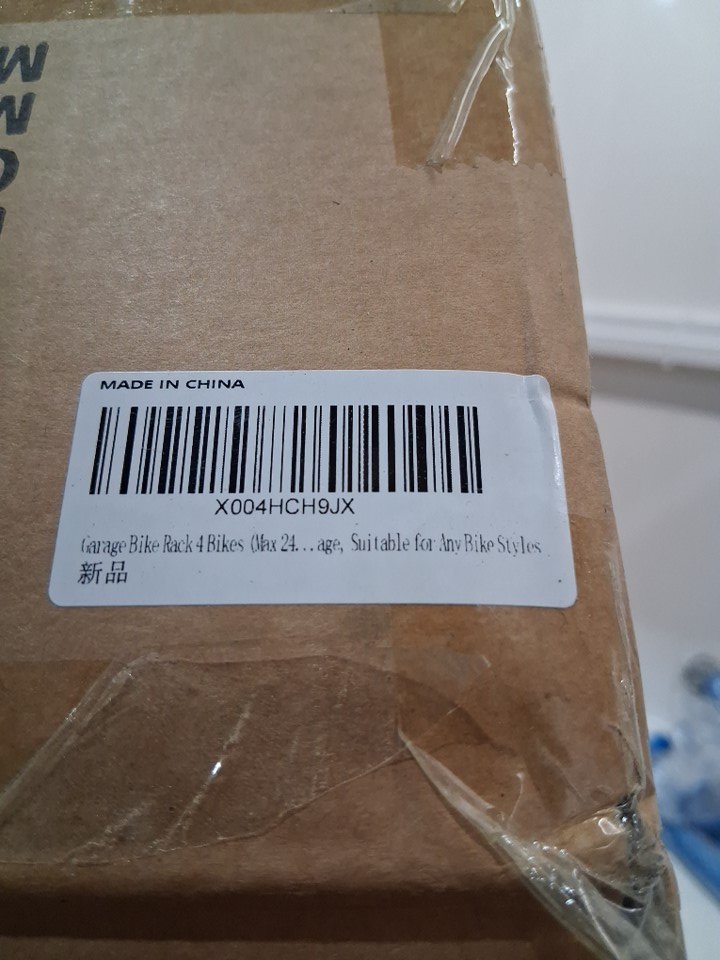 MADE IN CHINA
X004HCH9JX
Garage Bike Rack 4 Bikes (Max 24...age, Suitable for Any Bike Styles
新品